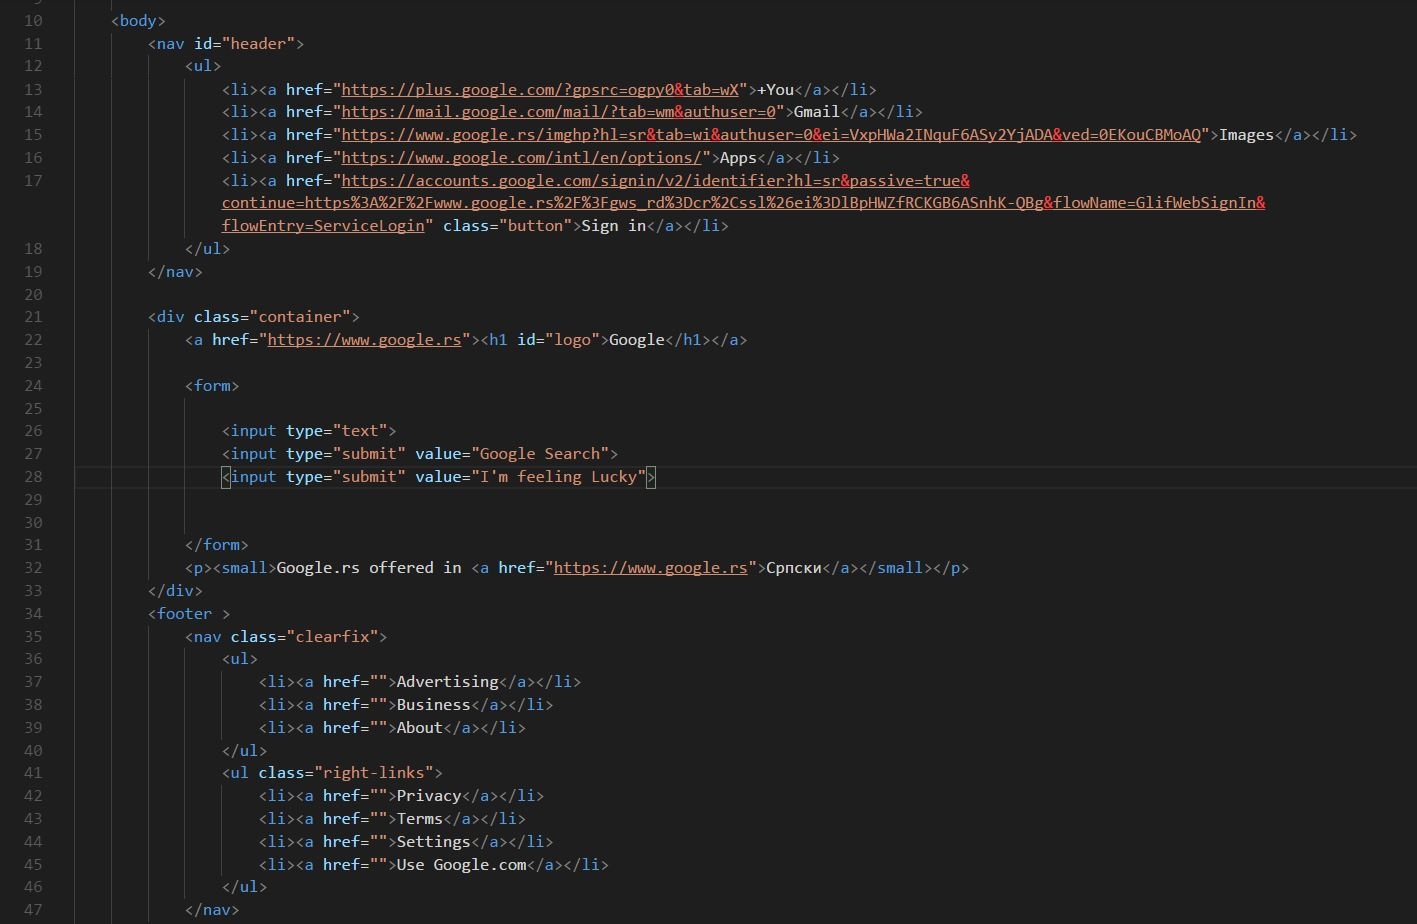 10 <body>
11 <nav id="header">
12 <ul>
13 <li><a href="https://plus.google.com/?gpsrc=ogpy0&tab=wX">+You</a></li>
14 <li><a href="https://mail.google.com/mail/?tab=wm&authuser=0">Gmail</a></li>
15 <li><a href="https://www.google.rs/imghp?hl=sr&tab=wi&authuser=0&ei=VxpHWa2INquF6ASy2YjADA&ved=0EKouCBMoAQ">Images</a></li>
16 <li><a href="https://www.google.com/intl/en/options/">Apps</a></li>
17 <li><a href="https://accounts.google.com/signin/v2/identifier?hl=sr&passive=true&
continue=https%3A%2F%2Fwww.google.rs%2F%3Fgws_rd%3Dcr%2Cssl%26ei%3DlBpHWZfRCKGB6ASnhK-QBg&flowName=GlifWebSignIn&
flowEntry=ServiceLogin" class="button">Sign in</a></li>
18 </ul>
19 </nav>
20
21 <div class="container">
22 <a href="https://www.google.rs"><h1 id="logo">Google</h1></a>
23
24 <form>
25
26 <input type="text">
27 <input type="submit" value="Google Search">
28 <input type="submit" value="I'm feeling Lucky">
29
30
31 </form>
32 <p><small>Google.rs offered in <a href="https://www.google.rs">Српски</a></small></p>
33 </div>
34 <footer >
35 <nav class="clearfix">
36 <ul>
37 <li><a href="">Advertising</a></li>
38 <li><a href="">Business</a></li>
39 <li><a href="">About</a></li>
40 </ul>
41 <ul class="right-links">
42 <li><a href="">Privacy</a></li>
43 <li><a href="">Terms</a></li>
44 <li><a href="">Settings</a></li>
45 <li><a href="">Use Google.com</a></li>
46 </ul>
47 </nav>